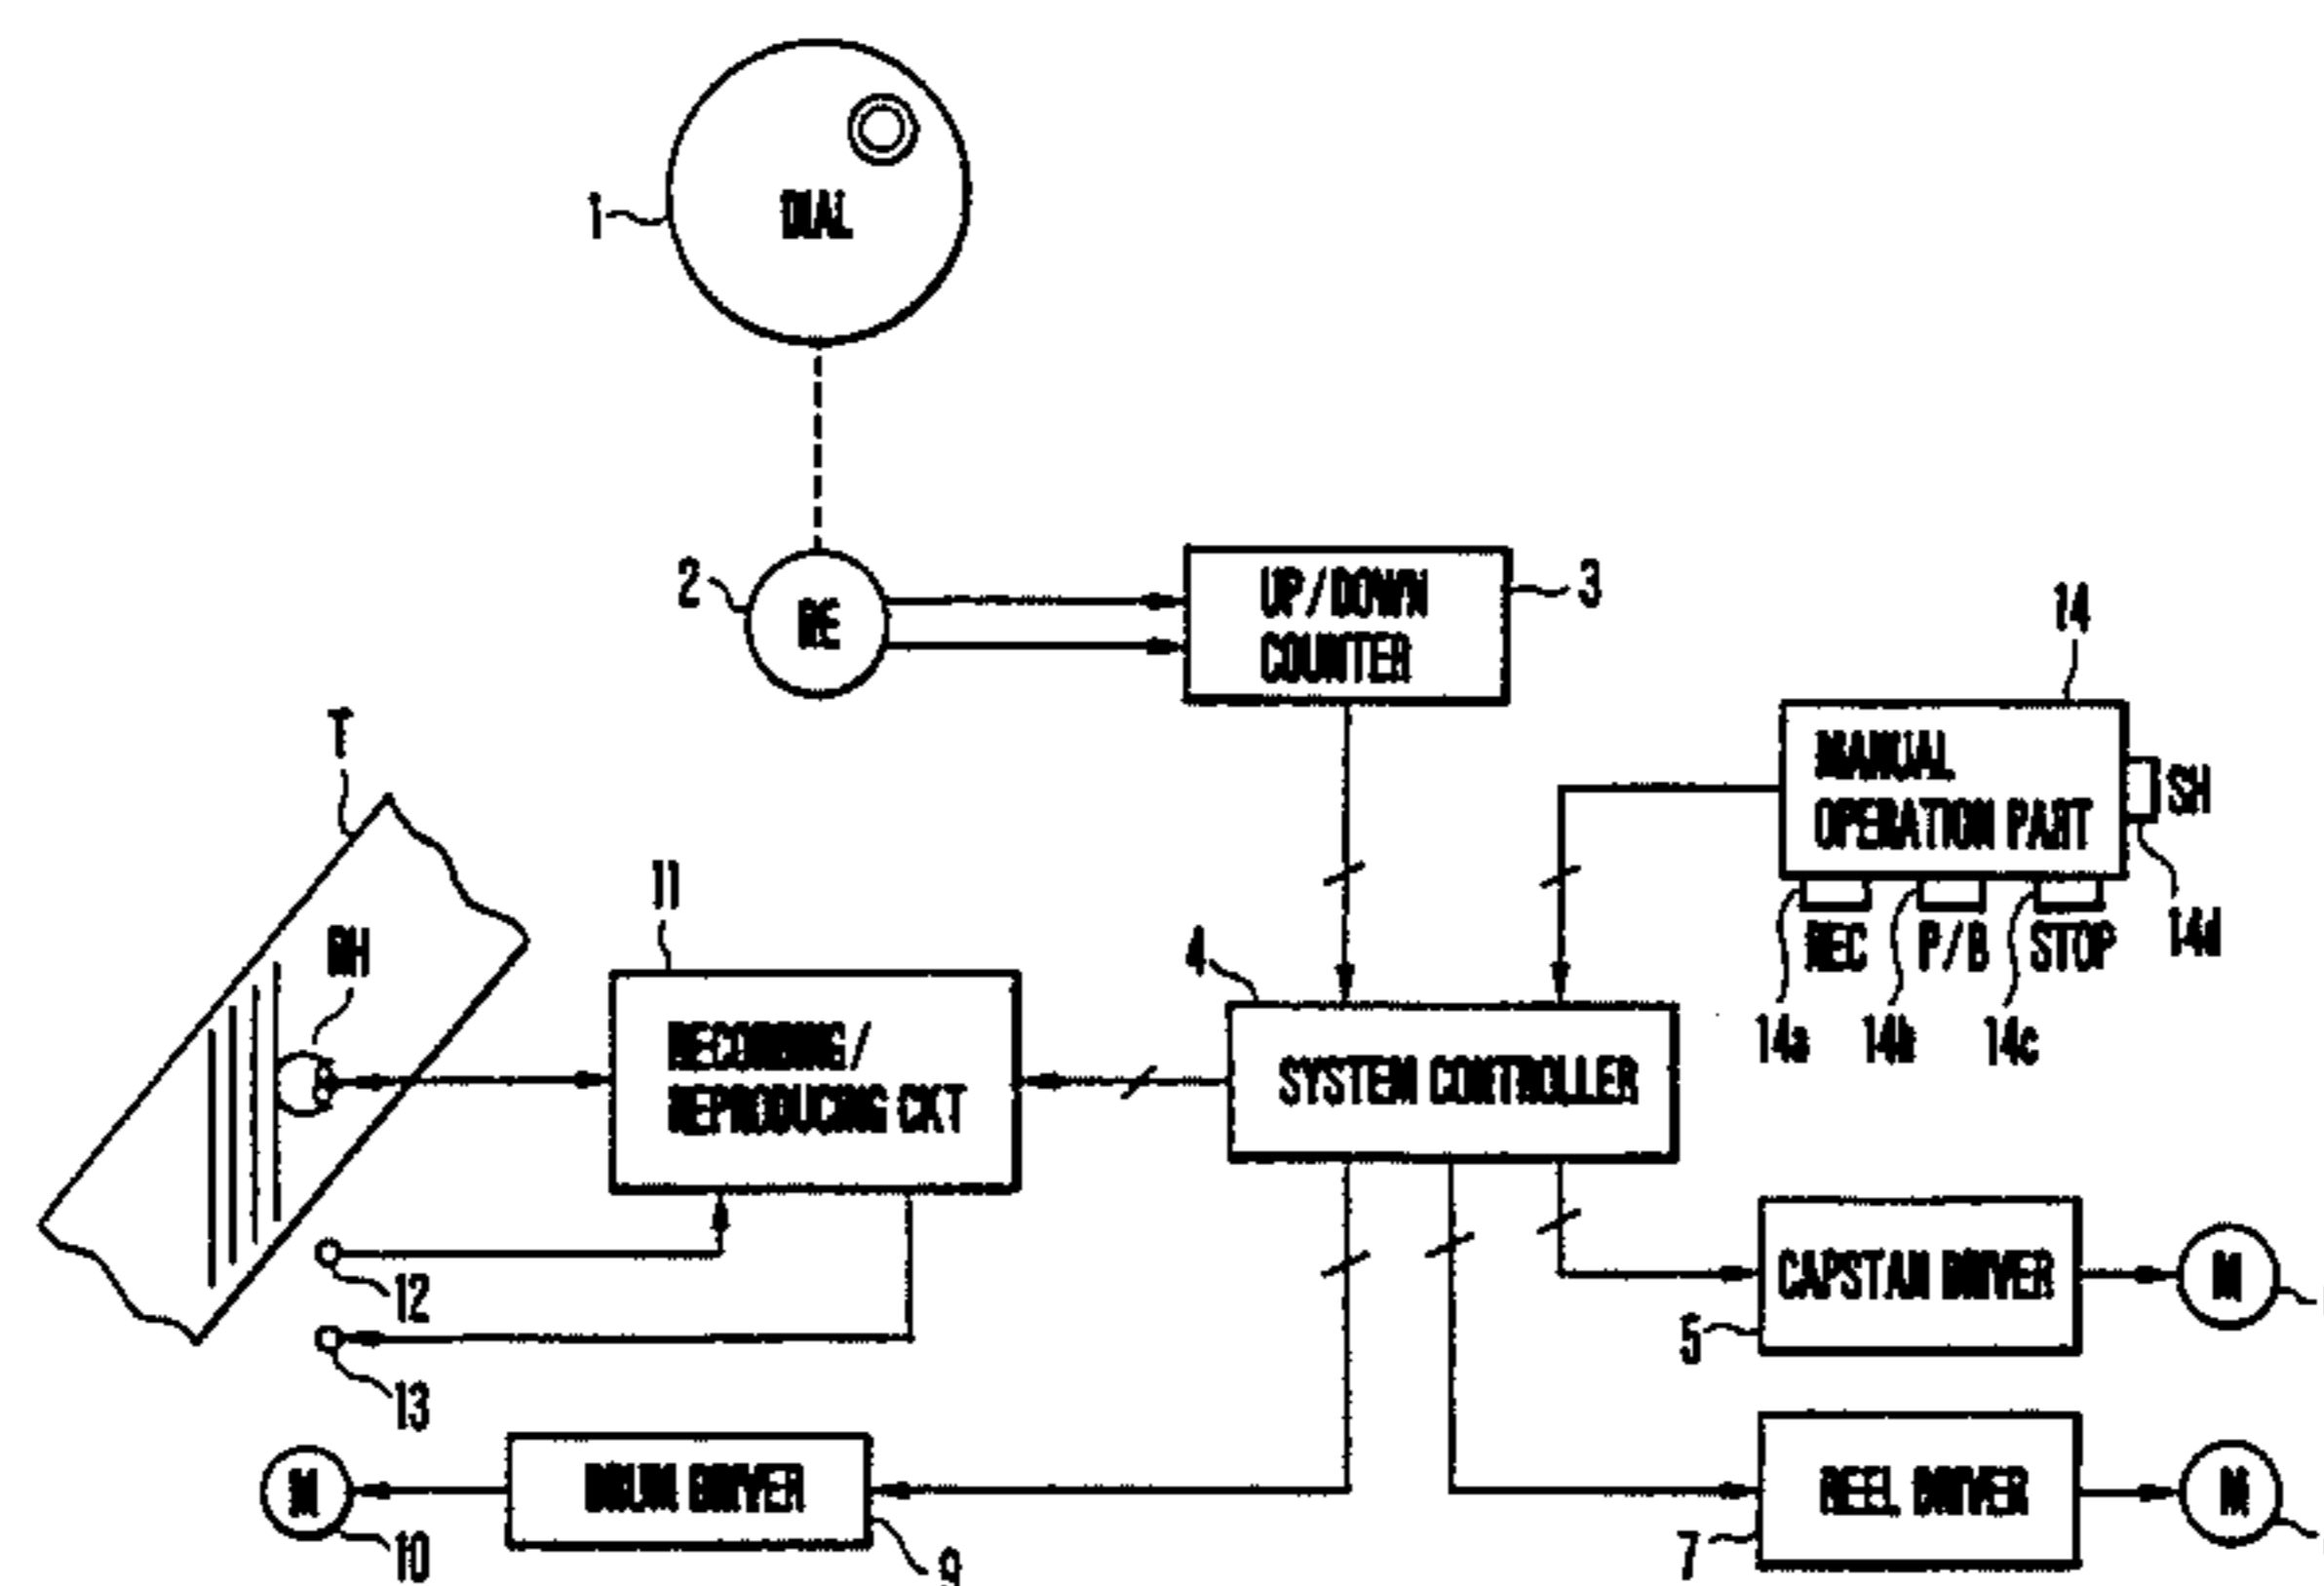 DIAL
1
2
RE
UP/DOWN
COUNTER
3
14
MANUAL
OPERATION PART
SH
14d
REC
P/B
STOP
14a
14b
14c
T
RH
11
RECORDING/
REPRODUCING CKT
4
SYSTEM CONTROLLER
12
13
CAPSTAN DRIVER
M
5
M
10
DRUM DRIVER
9
REEL DRIVER
M
7